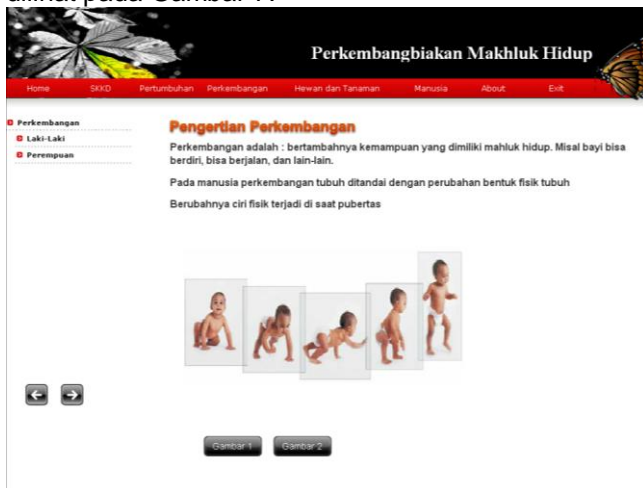 Perkembangbiakan Makhluk Hidup
Home SKKD Pertumbuhan Perkembangan Hewan dan Tanaman Manusia About Exit
Perkembangan
Laki-Laki
Perempuan
Pengertian Perkembangan
Perkembangan adalah : bertambahnya kemampuan yang dimiliki mahluk hidup. Misal bayi bisa
berdiri, bisa berjalan, dan lain-lain.
Pada manusia perkembangan tubuh ditandai dengan perubahan bentuk fisik tubuh
Berubahnya ciri fisik terjadi di saat pubertas
Gambar 1 Gambar 2